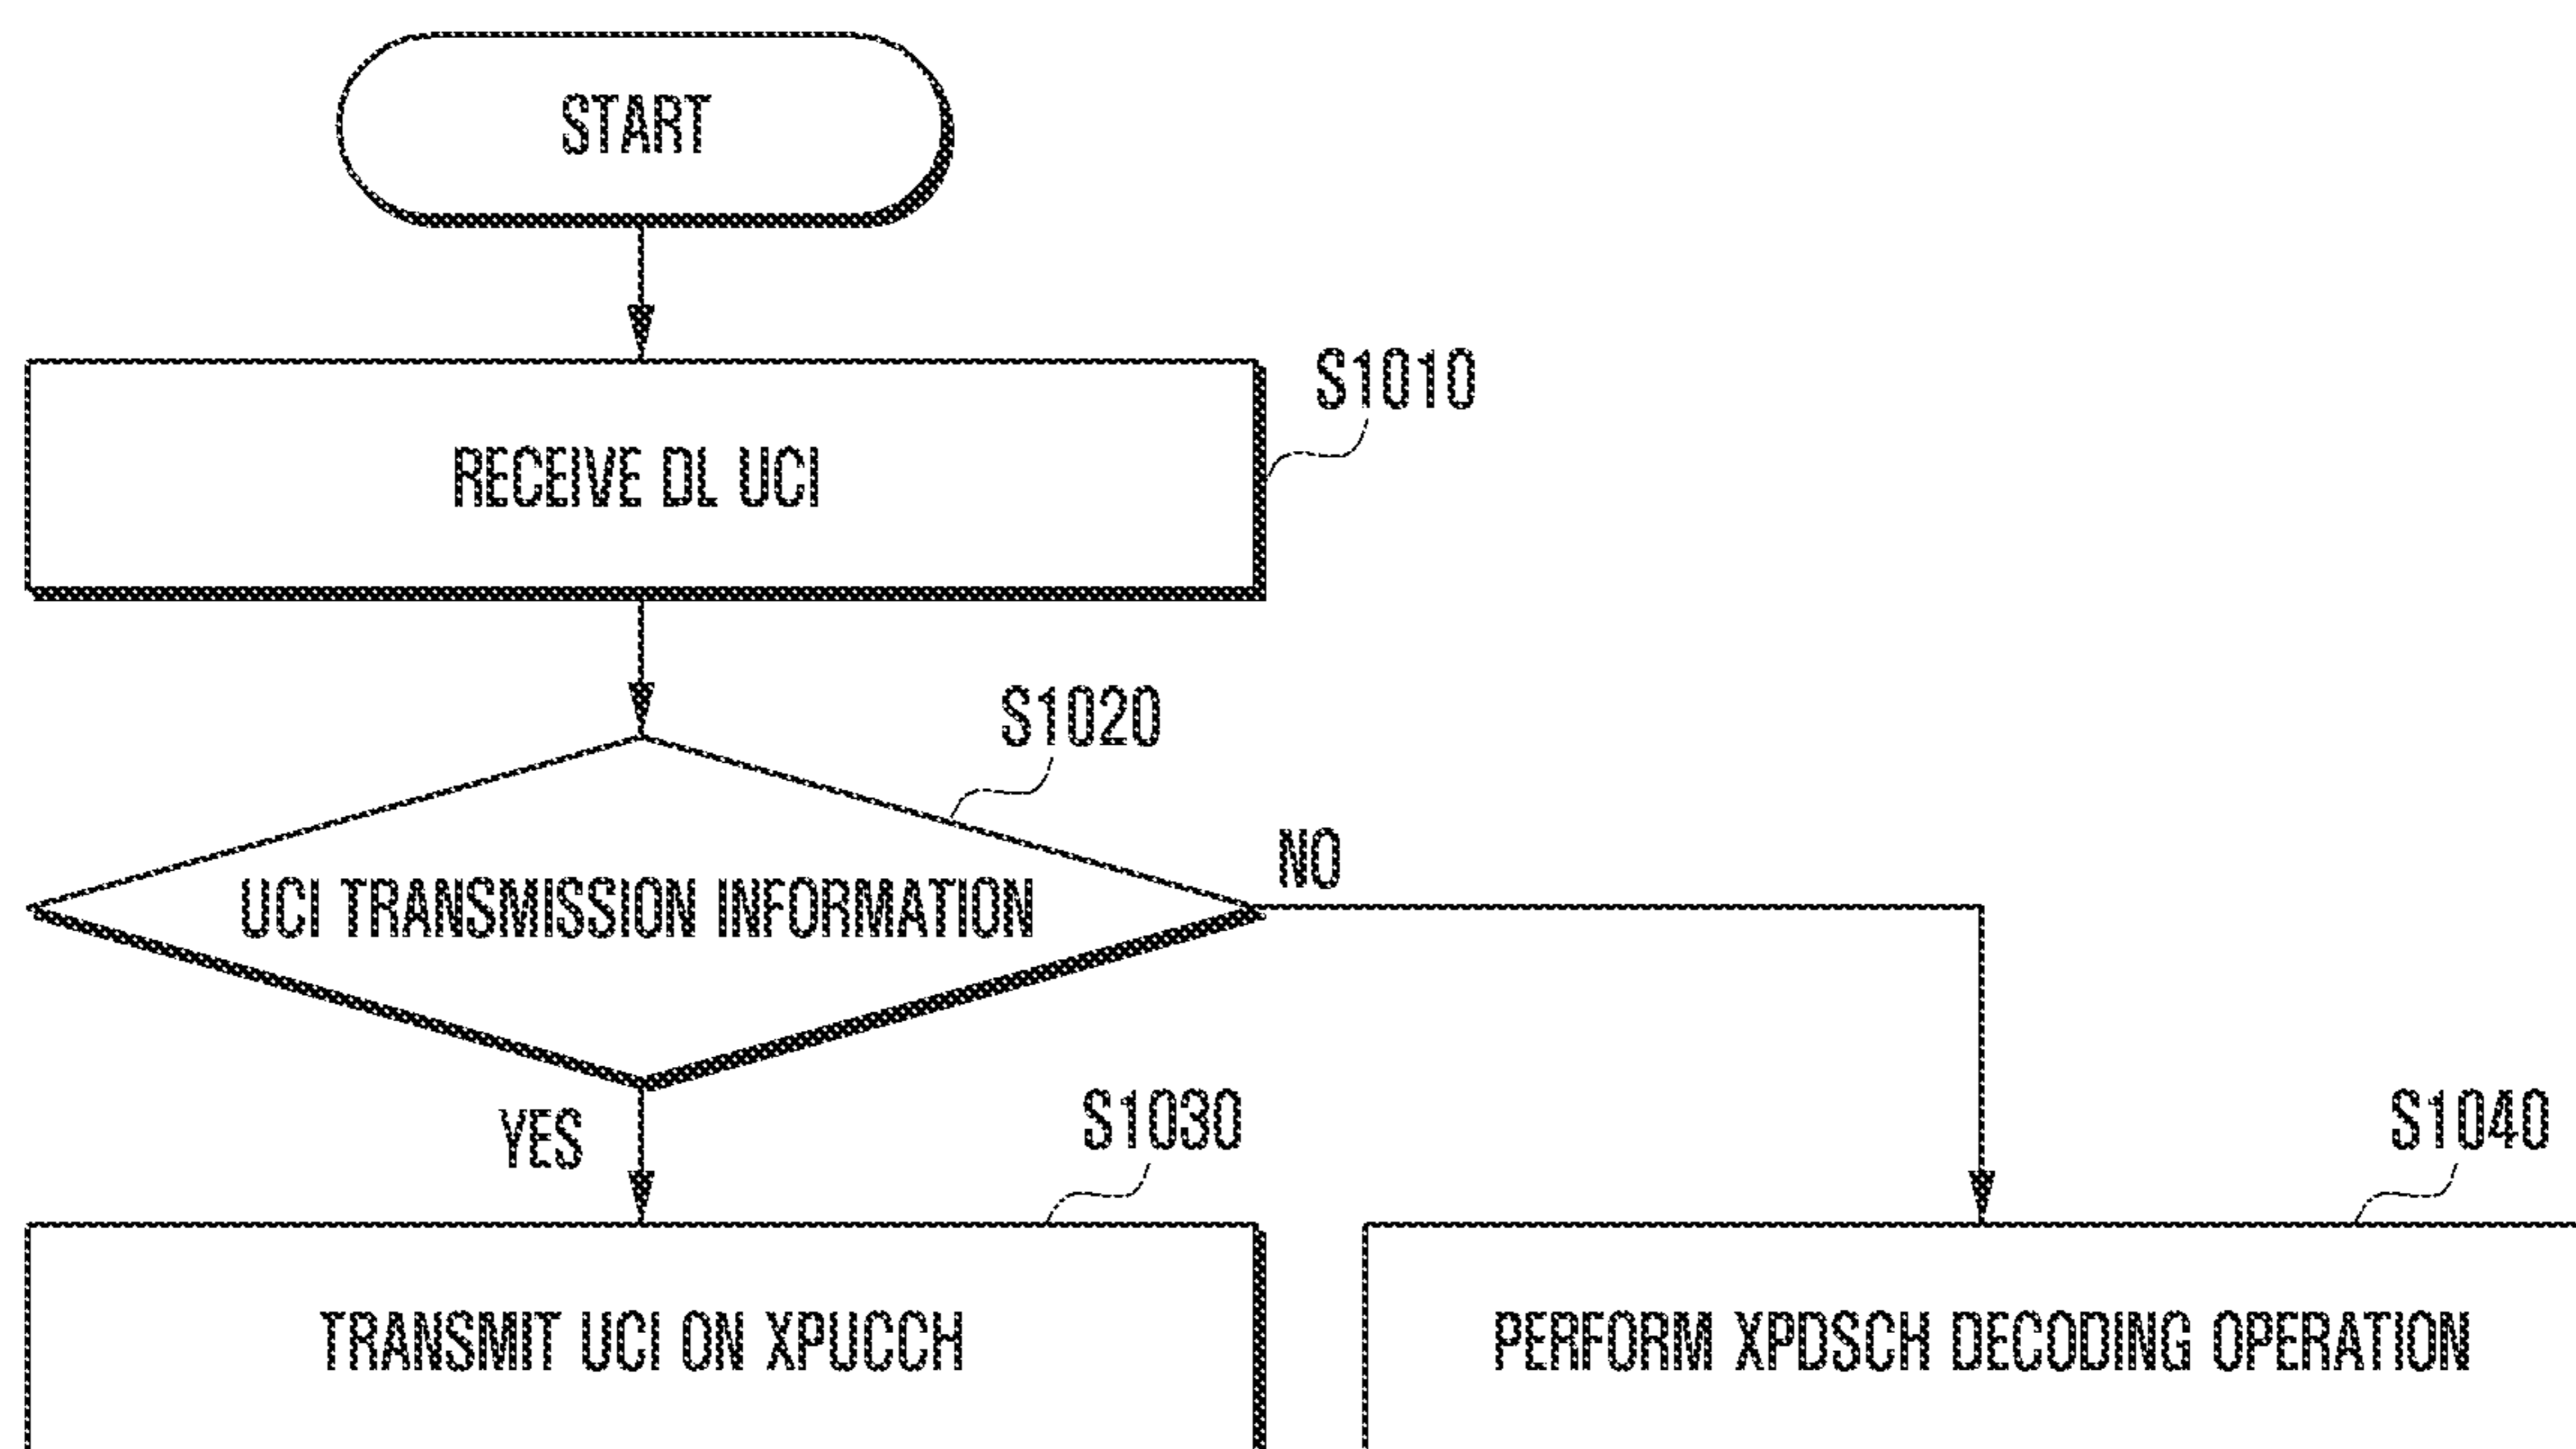 START
S1010
RECEIVE DL UCI
S1020
NO
UCI TRANSMISSION INFORMATION
YES
S1030
S1040
TRANSMIT UCI ON XPUCCH
PERFORM XPDSCH DECODING OPERATION